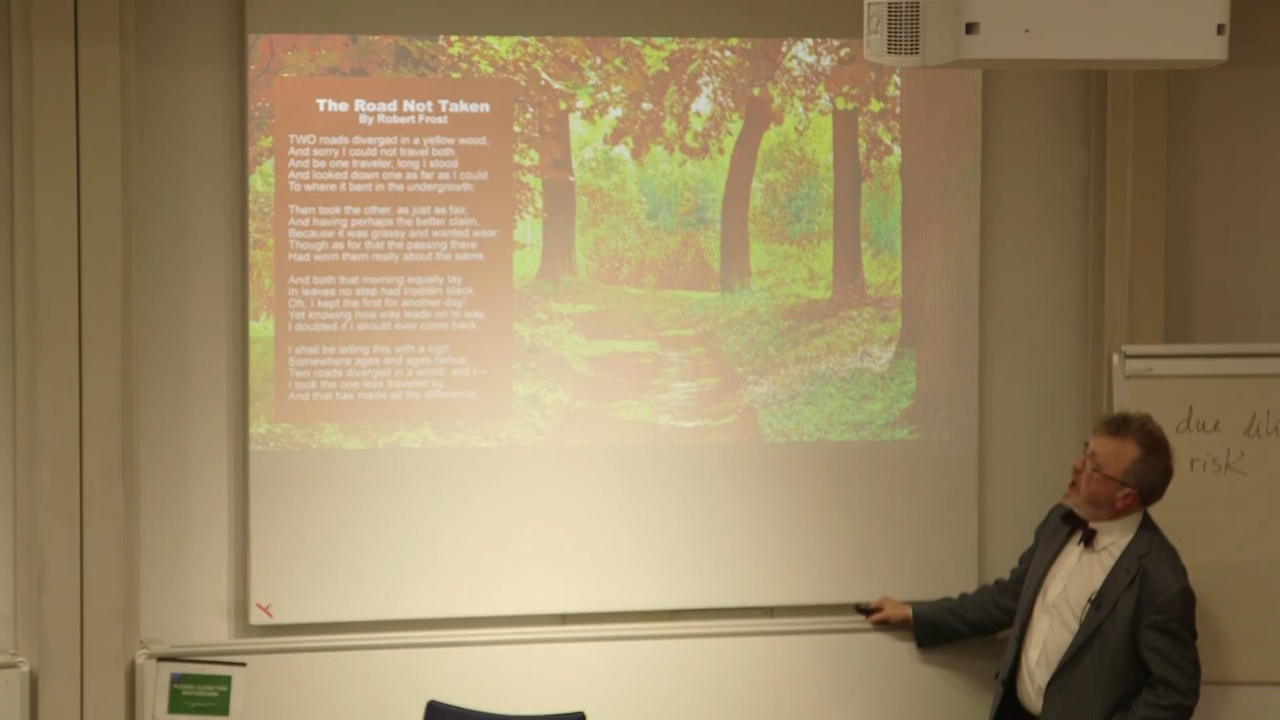 The Road Not Taken
By Robert Frost
TWO roads diverged in a yellow wood,
And sorry I could not travel both
And be one traveler, long I stood
And looked down one as far as I could
To where it bent in the undergrowth;
Then took the other, as just as fair,
And having perhaps the better claim,
Because it was grassy and wanted wear;
Though as for that the passing there
Had worn them really about the same,
And both that morning equally lay
In leaves no step had trodden black.
Oh, I kept the first for another day!
Yet knowing how way leads on to way,
I doubted if I should ever come back.
I shall be telling this with a sigh
Somewhere ages and ages hence:
Two roads diverged in a wood, and I—
I took the one less traveled by,
And that has made all the difference.
due
risk
PLEASE CLEAN THE
WHITEBOARD